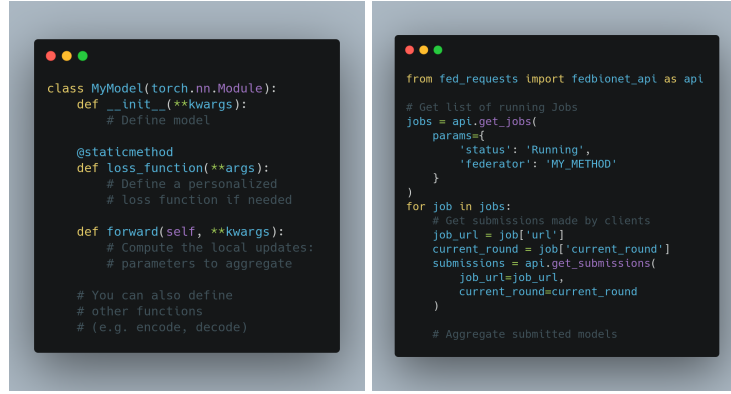 class MyModel(torch.nn.Module):
    def __init__(**kwargs):
        # Define model

    @staticmethod
    def loss_function(**args):
        # Define a personalized
        # loss function if needed

    def forward(self, **kwargs):
        # Compute the local updates:
        # parameters to aggregate

    # You can also define
    # other functions
    # (e.g. encode, decode)

from fed_requests import fedbionet_api as api

# Get list of running Jobs
jobs = api.get_jobs(
    params={
        'status': 'Running',
        'federator': 'MY_METHOD'
    }
)
for job in jobs:
    # Get submissions made by clients
    job_url = job['url']
    current_round = job['current_round']
    submissions = api.get_submissions(
        job_url=job_url,
        current_round=current_round
    )

    # Aggregate submitted models